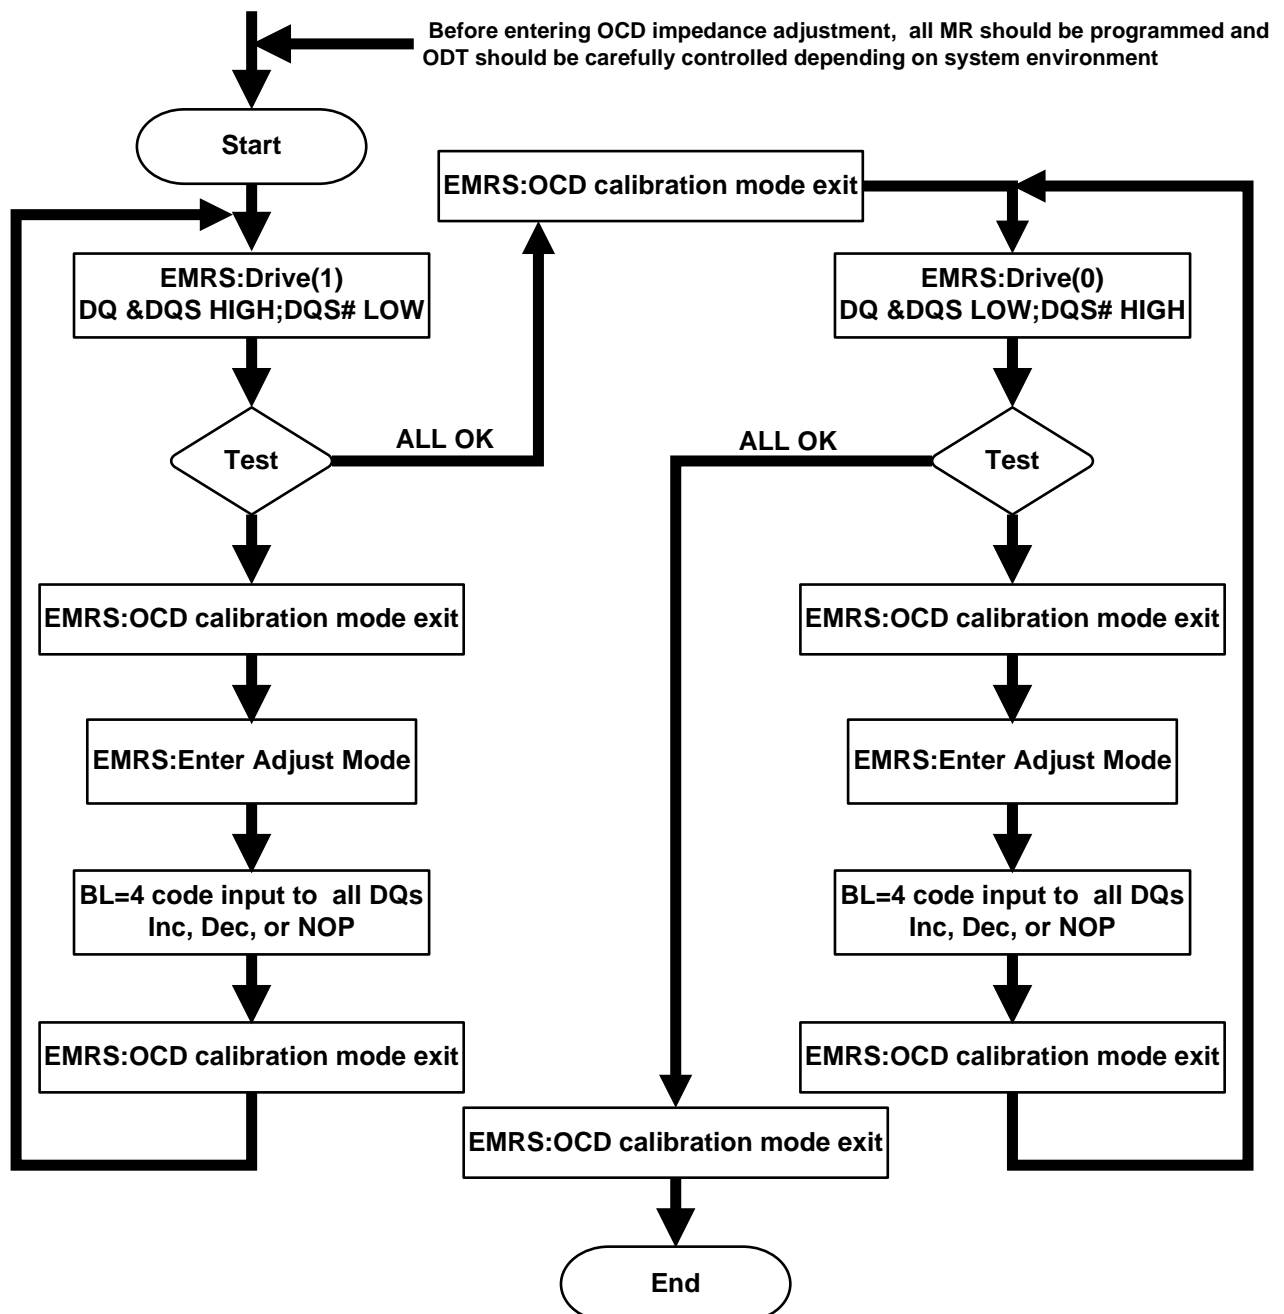 Before entering OCD impedance adjustment, all MR should be programmed and
ODT should be carefully controlled depending on system environment
Start
EMRS:OCD calibration mode exit
EMRS:Drive(1)
DQ &DQS HIGH;DQS# LOW
EMRS:Drive(0)
DQ &DQS LOW;DQS# HIGH
ALL OK
Test
ALL OK
Test
EMRS:OCD calibration mode exit
EMRS:OCD calibration mode exit
EMRS:Enter Adjust Mode
EMRS:Enter Adjust Mode
BL=4 code input to all DQs
Inc, Dec, or NOP
BL=4 code input to all DQs
Inc, Dec, or NOP
EMRS:OCD calibration mode exit
EMRS:OCD calibration mode exit
EMRS:OCD calibration mode exit
End